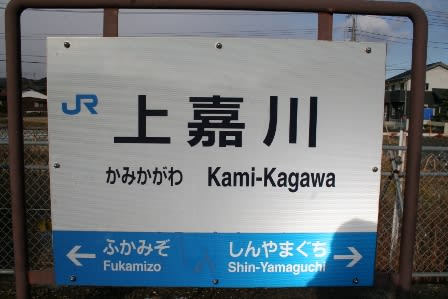 JR 上嘉川
かみかがわ Kami-Kagawa
← ふかみぞ しんやまぐち →
Fukamizo Shin-Yamaguchi